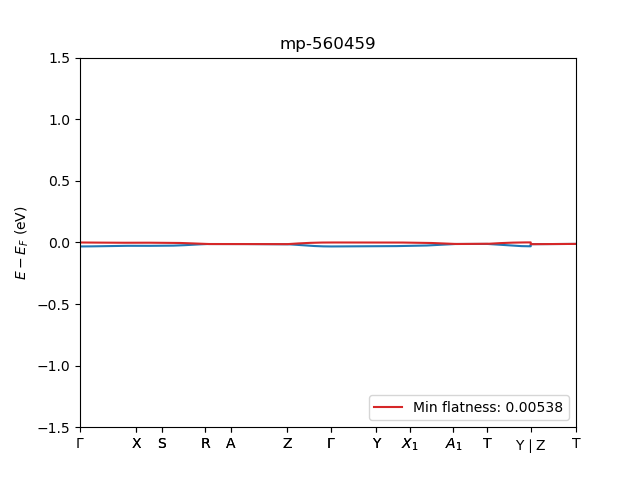 mp-560459
1.5
1.0
0.5
0.0
−0.5
−1.0
−1.5
E − E_F (eV)
Min flatness: 0.00538
Γ X S R A Z Γ Y X₁ A₁ T Y | Z T